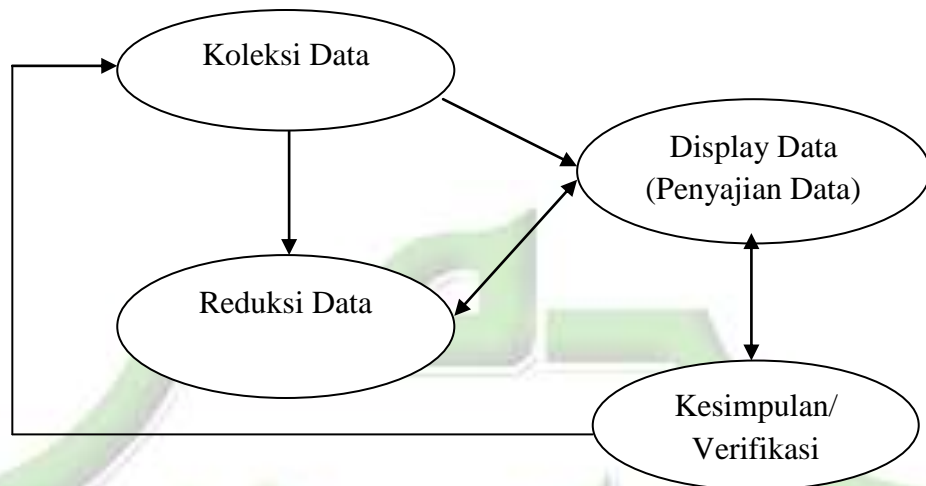 Koleksi Data
Display Data
(Penyajian Data)
Reduksi Data
Kesimpulan/
Verifikasi